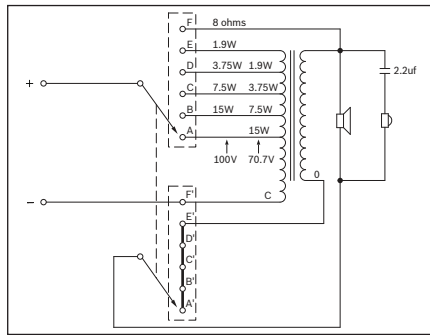 F 8 ohms
E 1.9W
D 3.75W 1.9W
C 7.5W 3.75W
B 15W 7.5W
A 15W
100V 70.7V
2.2uf
+
0
C
− F'
E'
D'
C'
B'
A'